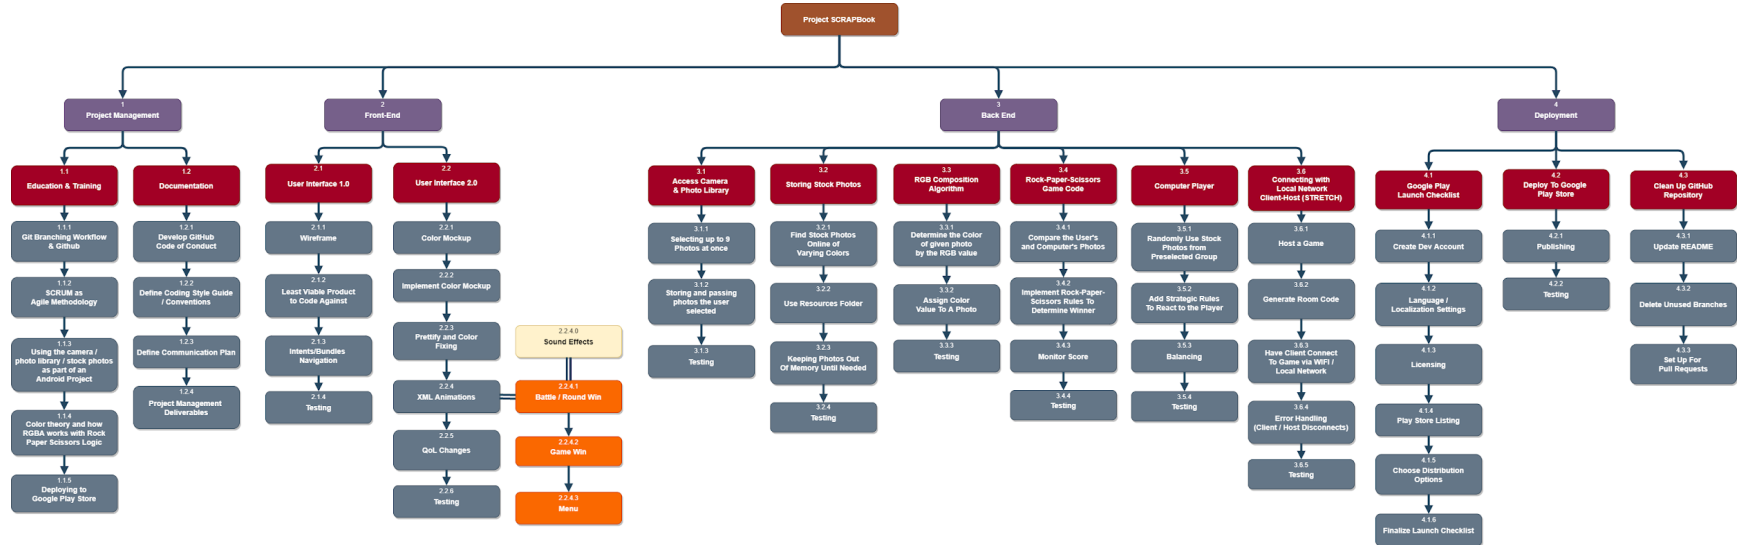 Project SCRAPBook
1
Project Management
2
Front-End
3
Back End
4
Deployment
1.1
Education & Training
1.1.1
Git Branching Workflow
& Github
1.1.2
SCRUM as
Agile Methodology
1.1.3
Using the camera /
photo library / stock photos
as part of an
Android Project
1.1.4
Color theory and how
RGBA works with Rock
Paper Scissors Logic
1.1.5
Deploying to
Google Play Store
1.2
Documentation
1.2.1
Develop GitHub
Code of Conduct
1.2.2
Define Coding Style Guide
/ Conventions
1.2.3
Define Communication Plan
1.2.4
Project Management
Deliverables
2.1
User Interface 1.0
2.1.1
Wireframe
2.1.2
Least Viable Product
to Code Against
2.1.3
Intents/Bundles
Navigation
2.1.4
Testing
2.2
User Interface 2.0
2.2.1
Color Mockup
2.2.2
Implement Color Mockup
2.2.3
Prettify and Color
Fixing
2.2.4
XML Animations
2.2.5
QoL Changes
2.2.6
Testing
2.2.4.0
Sound Effects
2.2.4.1
Battle / Round Win
2.2.4.2
Game Win
2.2.4.3
Menu
3.1
Access Camera
& Photo Library
3.1.1
Selecting up to 9
Photos at once
3.1.2
Storing and passing
photos the user
selected
3.1.3
Testing
3.2
Storing Stock Photos
3.2.1
Find Stock Photos
Online of
Varying Colors
3.2.2
Use Resources Folder
3.2.3
Keeping Photos Out
Of Memory Until Needed
3.2.4
Testing
3.3
RGB Composition
Algorithm
3.3.1
Determine the Color
of given photo
by the RGB value
3.3.2
Assign Color
Value To A Photo
3.3.3
Testing
3.4
Rock-Paper-Scissors
Game Code
3.4.1
Compare the User's
and Computer's Photos
3.4.2
Implement Rock-Paper-
Scissors Rules To
Determine Winner
3.4.3
Monitor Score
3.4.4
Testing
3.5
Computer Player
3.5.1
Randomly Use Stock
Photos from
Preselected Group
3.5.2
Add Strategic Rules
To React to the Player
3.5.3
Balancing
3.5.4
Testing
3.6
Connecting with
Local Network
Client-Host (STRETCH)
3.6.1
Host a Game
3.6.2
Generate Room Code
3.6.3
Have Client Connect
To Game via WIFI /
Local Network
3.6.4
Error Handling
(Client / Host Disconnects)
3.6.5
Testing
4.1
Google Play
Launch Checklist
4.1.1
Create Dev Account
4.1.2
Language /
Localization Settings
4.1.3
Licensing
4.1.4
Play Store Listing
4.1.5
Choose Distribution
Options
4.1.6
Finalize Launch Checklist
4.2
Deploy To Google
Play Store
4.2.1
Publishing
4.2.2
Testing
4.3
Clean Up GitHub
Repository
4.3.1
Update README
4.3.2
Delete Unused Branches
4.3.3
Set Up For
Pull Requests